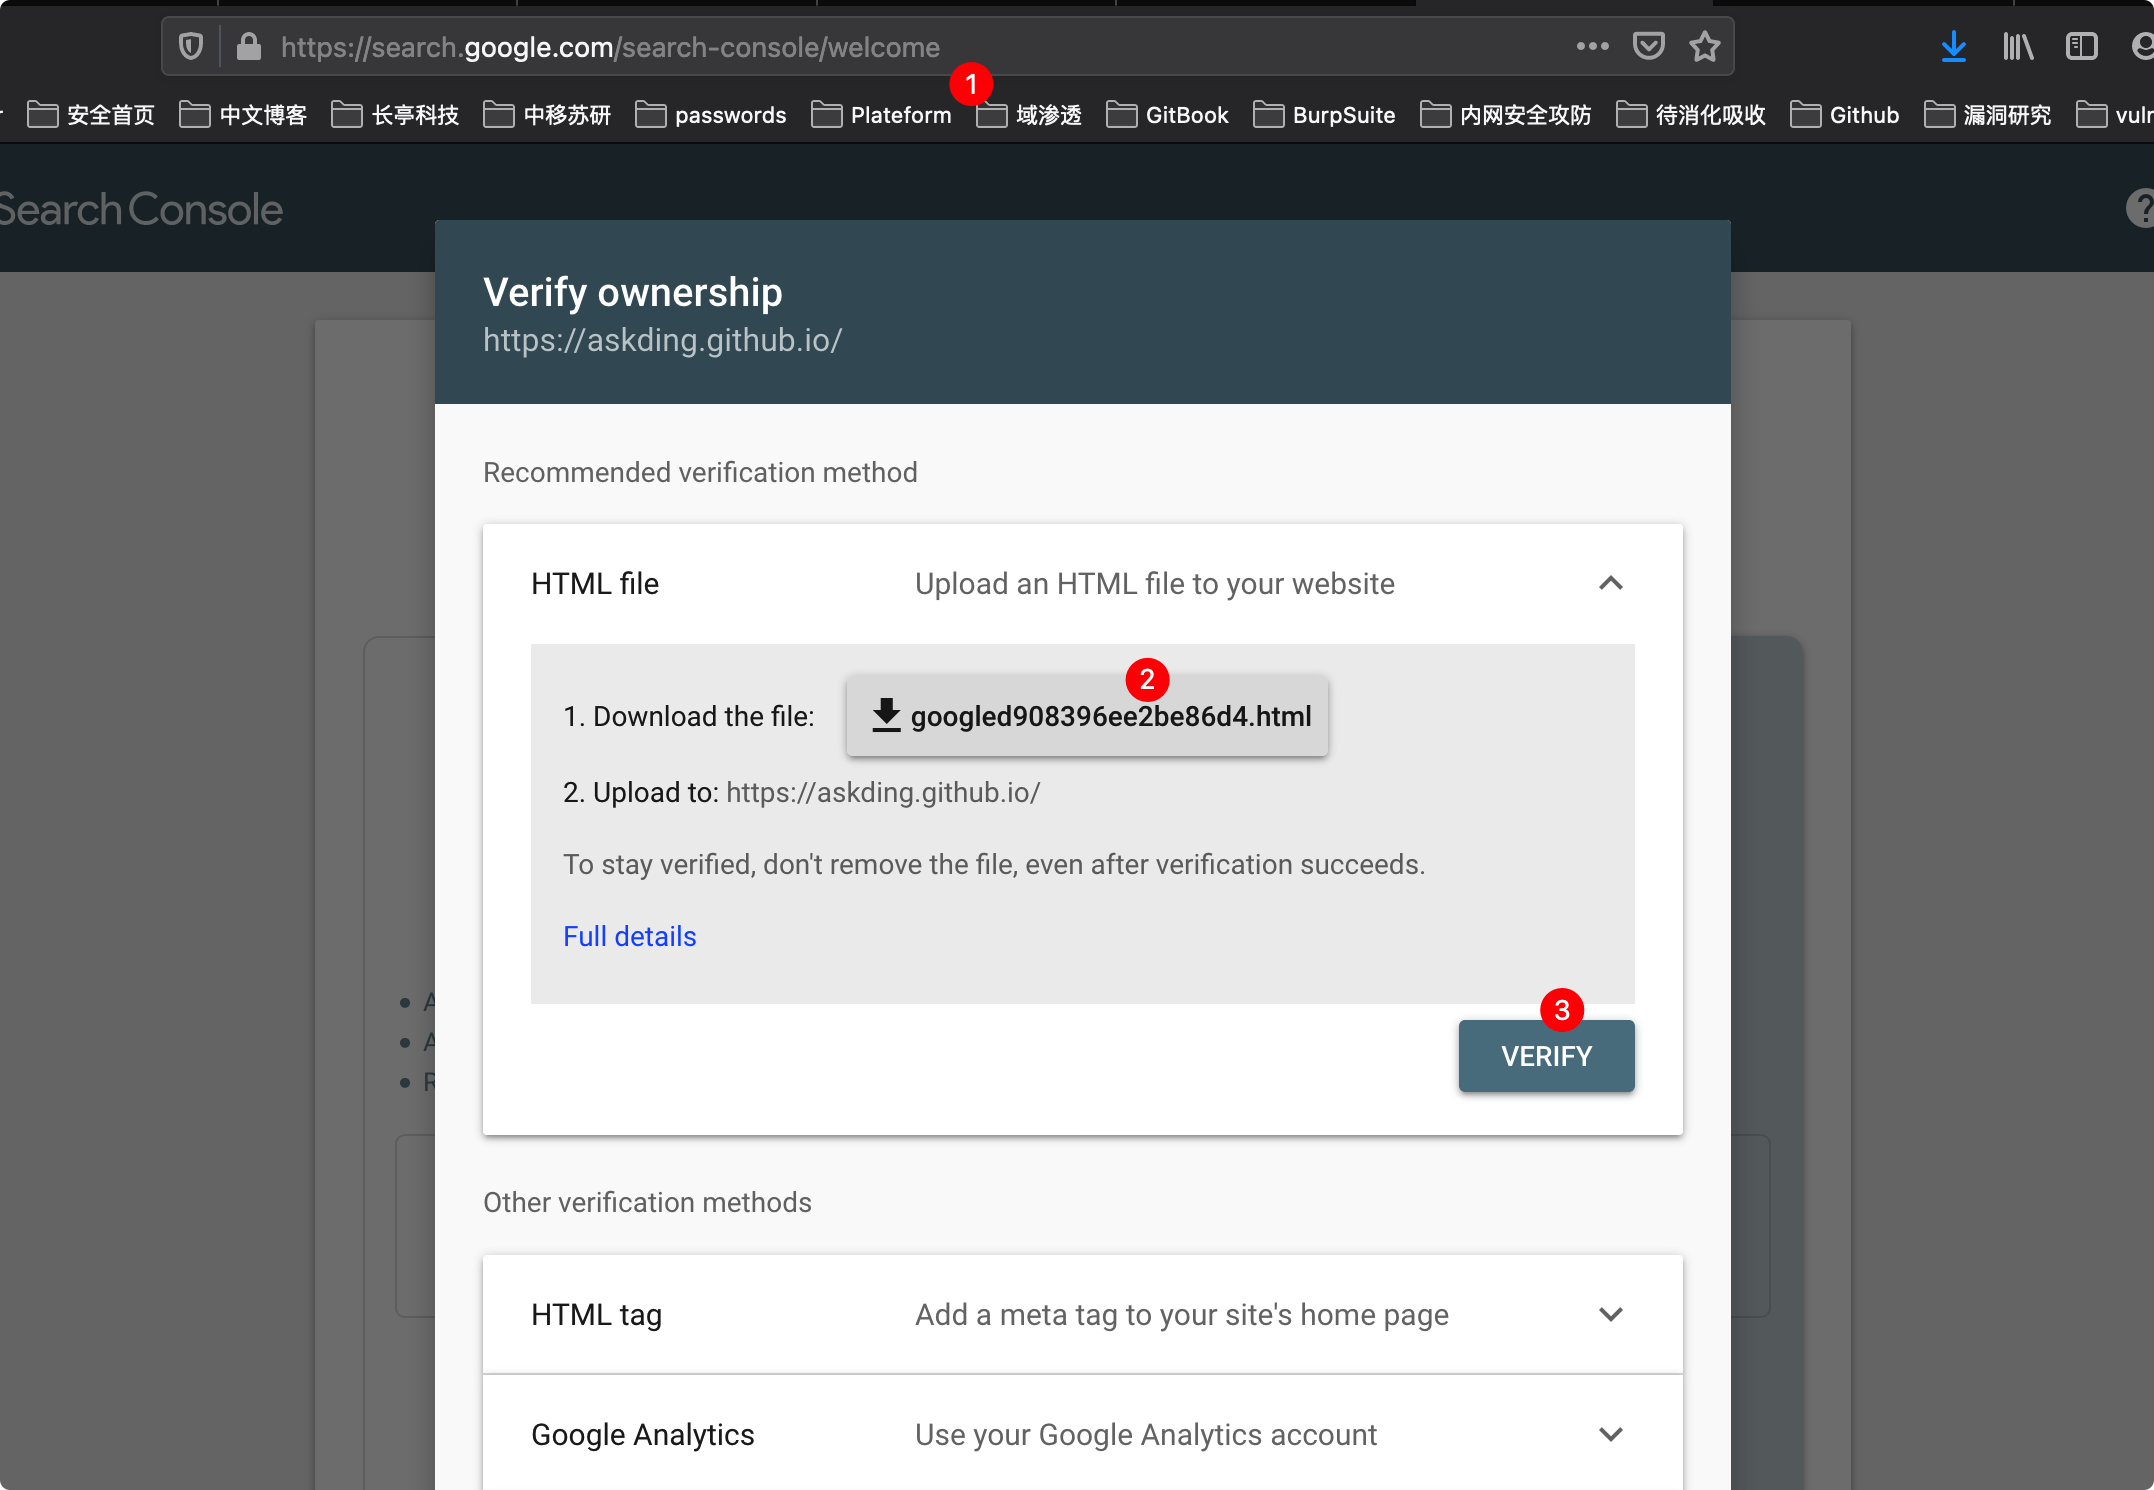 https://search.google.com/search-console/welcome
1
安全首页 中文博客 长亭科技 中移苏研 passwords Plateform 域渗透 GitBook BurpSuite 内网安全攻防 待消化吸收 Github 漏洞研究
Search Console
?
Verify ownership
https://askding.github.io/
Recommended verification method
HTML file Upload an HTML file to your website
2
1. Download the file: googled908396ee2be86d4.html
2. Upload to: https://askding.github.io/
To stay verified, don't remove the file, even after verification succeeds.
Full details
3
VERIFY
Other verification methods
HTML tag Add a meta tag to your site's home page
Google Analytics Use your Google Analytics account